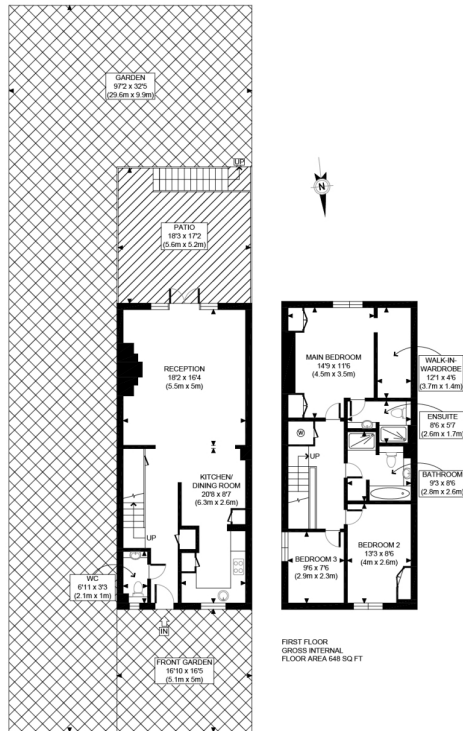 GARDEN
97'2 x 32'5
(29.6m x 9.9m)
UP
N
PATIO
18'3 x 17'2
(5.6m x 5.2m)
RECEPTION
18'2 x 16'4
(5.5m x 5m)
KITCHEN/
DINING ROOM
20'8 x 8'7
(6.3m x 2.6m)
UP
WC
6'11 x 3'3
(2.1m x 1m)
IN
FRONT GARDEN
16'10 x 16'5
(5.1m x 5m)
MAIN BEDROOM
14'9 x 11'6
(4.5m x 3.5m)
WALK-IN-
WARDROBE
12'1 x 4'6
(3.7m x 1.4m)
ENSUITE
8'6 x 5'7
(2.6m x 1.7m)
W
UP
BATHROOM
9'3 x 8'6
(2.8m x 2.6m)
BEDROOM 2
13'3 x 8'6
(4m x 2.6m)
BEDROOM 3
9'6 x 7'6
(2.9m x 2.3m)
FIRST FLOOR
GROSS INTERNAL
FLOOR AREA 648 SQ FT